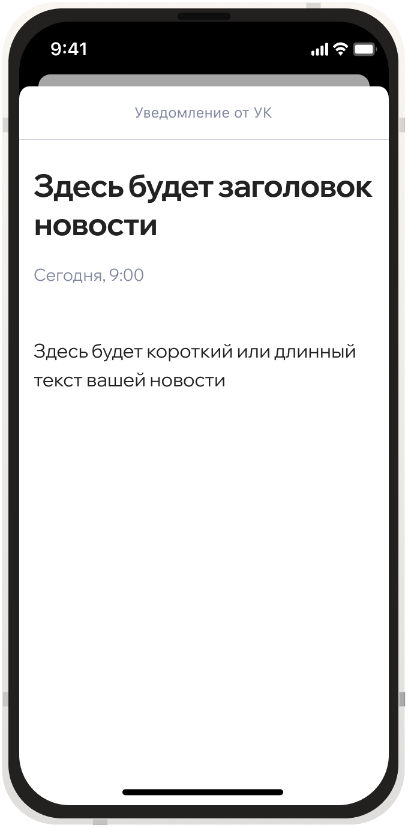 9:41
Уведомление от УК
Здесь будет заголовок
новости
Сегодня, 9:00
Здесь будет короткий или длинный
текст вашей новости